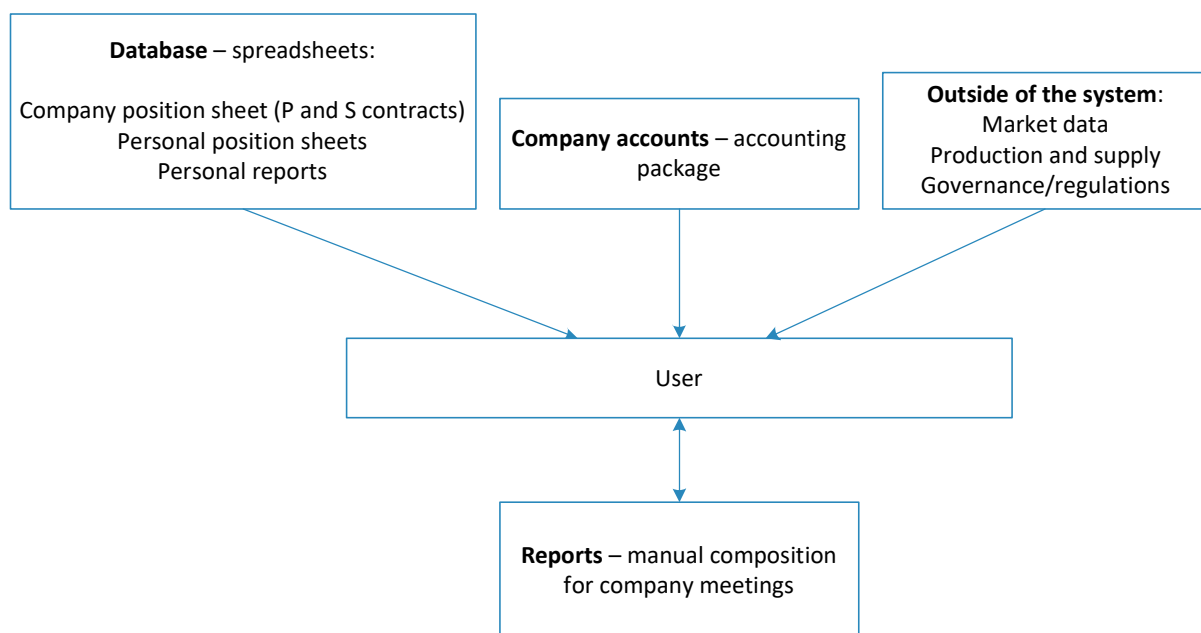 Database – spreadsheets:
Company position sheet (P and S contracts)
Personal position sheets
Personal reports
Company accounts – accounting
package
Outside of the system:
Market data
Production and supply
Governance/regulations
User
Reports – manual composition
for company meetings